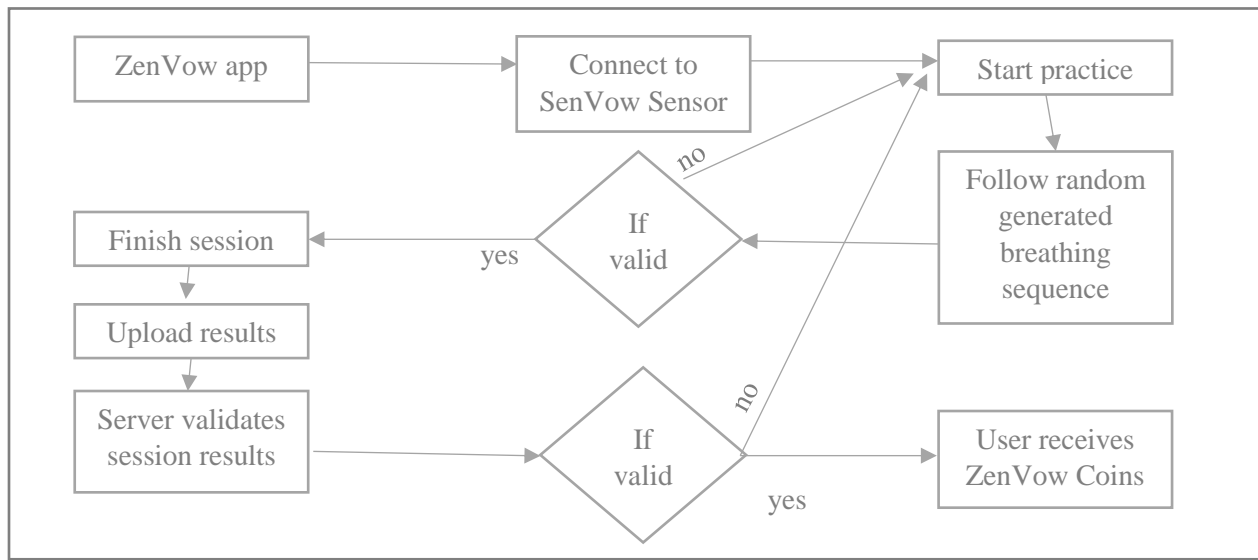 ZenVow app
Connect to
SenVow Sensor
Start practice
no
Follow random
generated
breathing
sequence
If
valid
yes
Finish session
Upload results
Server validates
session results
If
valid
no
yes
User receives
ZenVow Coins